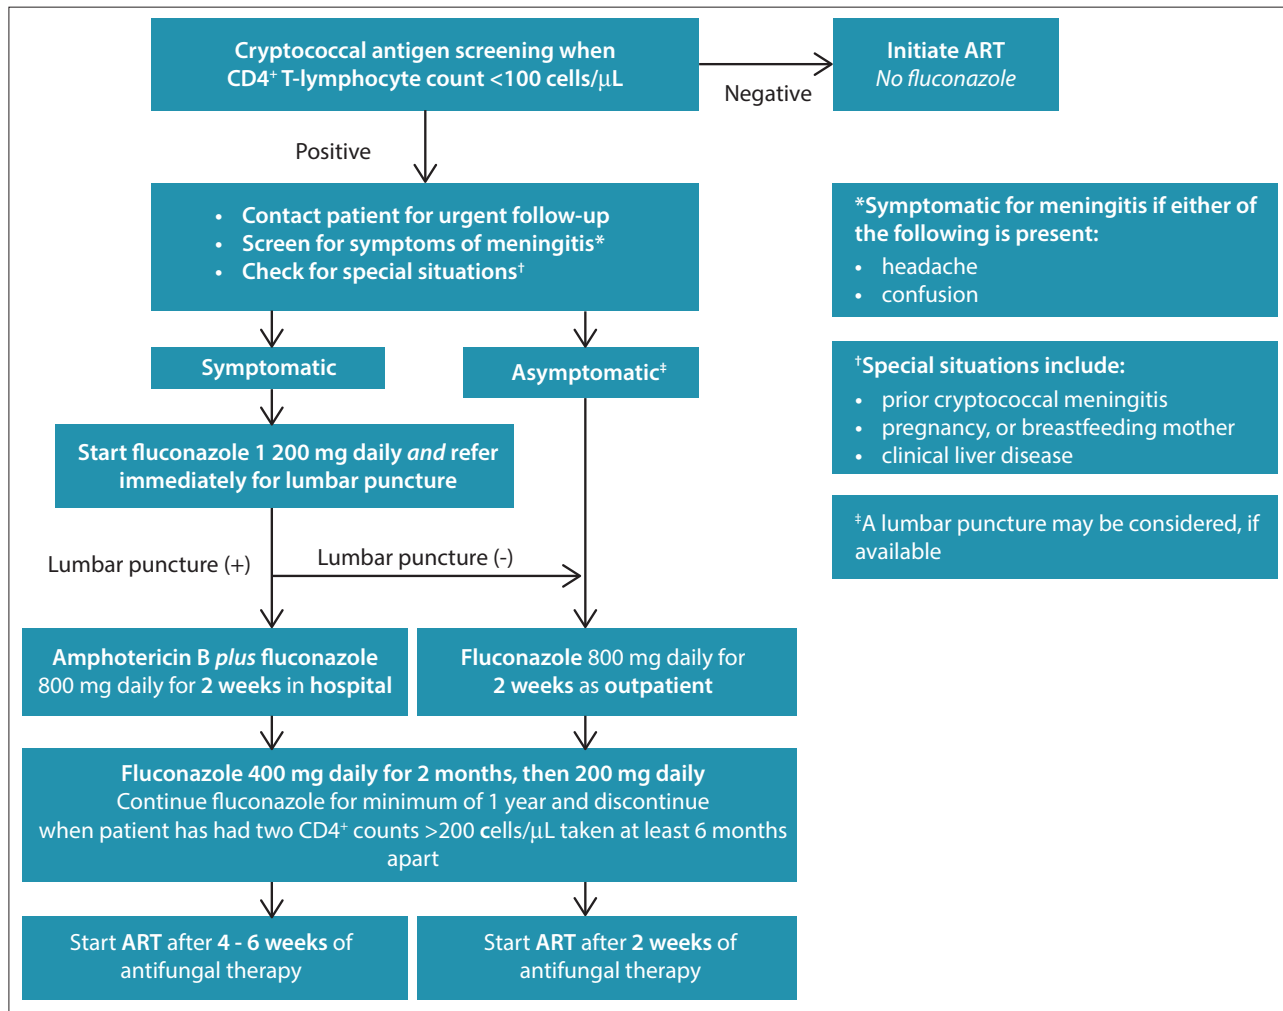 Cryptococcal antigen screening when
CD4⁺ T-lymphocyte count <100 cells/μL
Negative
Initiate ART
No fluconazole
Positive
• Contact patient for urgent follow-up
• Screen for symptoms of meningitis*
• Check for special situations†
*Symptomatic for meningitis if either of
the following is present:
• headache
• confusion
Symptomatic
Asymptomatic‡
†Special situations include:
• prior cryptococcal meningitis
• pregnancy, or breastfeeding mother
• clinical liver disease
Start fluconazole 1 200 mg daily and refer
immediately for lumbar puncture
‡A lumbar puncture may be considered, if
available
Lumbar puncture (+)
Lumbar puncture (-)
Amphotericin B plus fluconazole
800 mg daily for 2 weeks in hospital
Fluconazole 800 mg daily for
2 weeks as outpatient
Fluconazole 400 mg daily for 2 months, then 200 mg daily
Continue fluconazole for minimum of 1 year and discontinue
when patient has had two CD4⁺ counts >200 cells/μL taken at least 6 months
apart
Start ART after 4 - 6 weeks of
antifungal therapy
Start ART after 2 weeks of
antifungal therapy